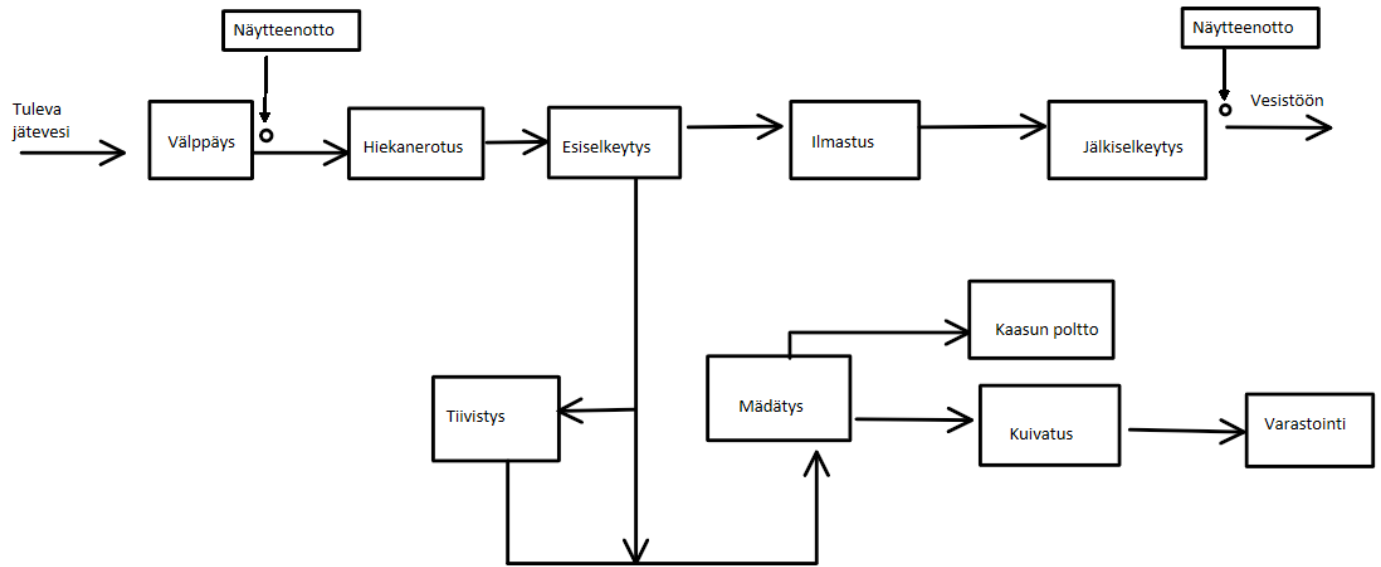 Näytteenotto
Näytteenotto
Tuleva
jätevesi
Välppäys
Hiekanerotus
Esiselkeytys
Ilmastus
Jälkiselkeytys
Vesistöön
Kaasun poltto
Tiivistys
Mädätys
Kuivatus
Varastointi